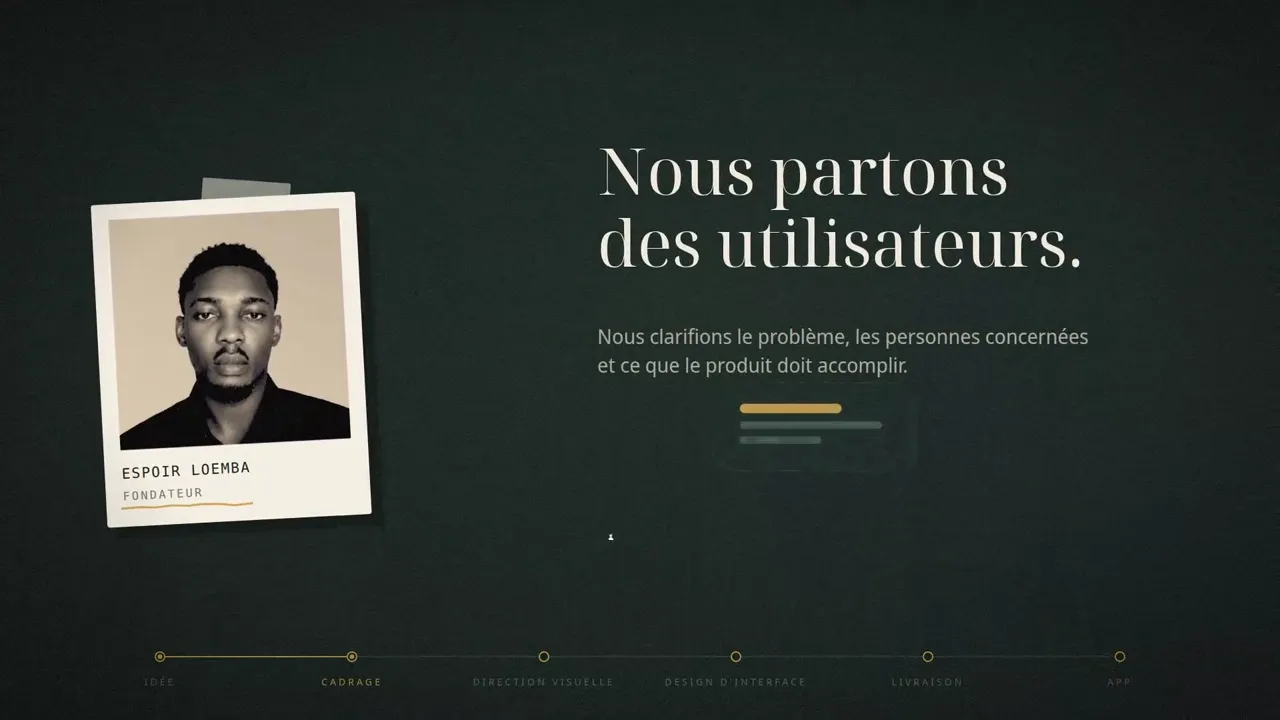 Nous partons
des utilisateurs.
Nous clarifions le problème, les personnes concernées
et ce que le produit doit accomplir.
ESPOIR LOEMBA
FONDATEUR
IDÉE
CADRAGE
DIRECTION VISUELLE
DESIGN D'INTERFACE
LIVRAISON
APP